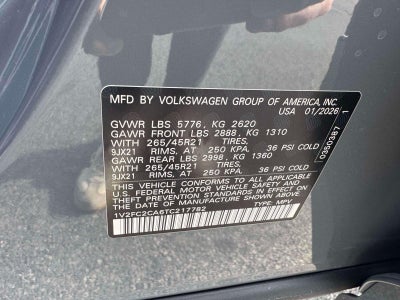 MFD BY VOLKSWAGEN GROUP OF AMERICA, INC.
USA 01/2026
GVWR LBS 5776, KG 2620
GAWR FRONT LBS 2888, KG 1310
WITH 265/45R21 TIRES,
9JX21 RIMS, AT 250 KPA, 36 PSI COLD
GAWR REAR LBS 2998, KG 1360
WITH 265/45R21 TIRES,
9JX21 RIMS, AT 250 KPA, 36 PSI COLD
THIS VEHICLE CONFORMS TO ALL APPLICABLE
U.S. FEDERAL MOTOR VEHICLE SAFETY AND
THEFT PREVENTION STANDARDS IN EFFECT ON
THE DATE OF MANUFACTURE SHOWN ABOVE.
1V2FC2CA6TC217782 TYPE: MPV